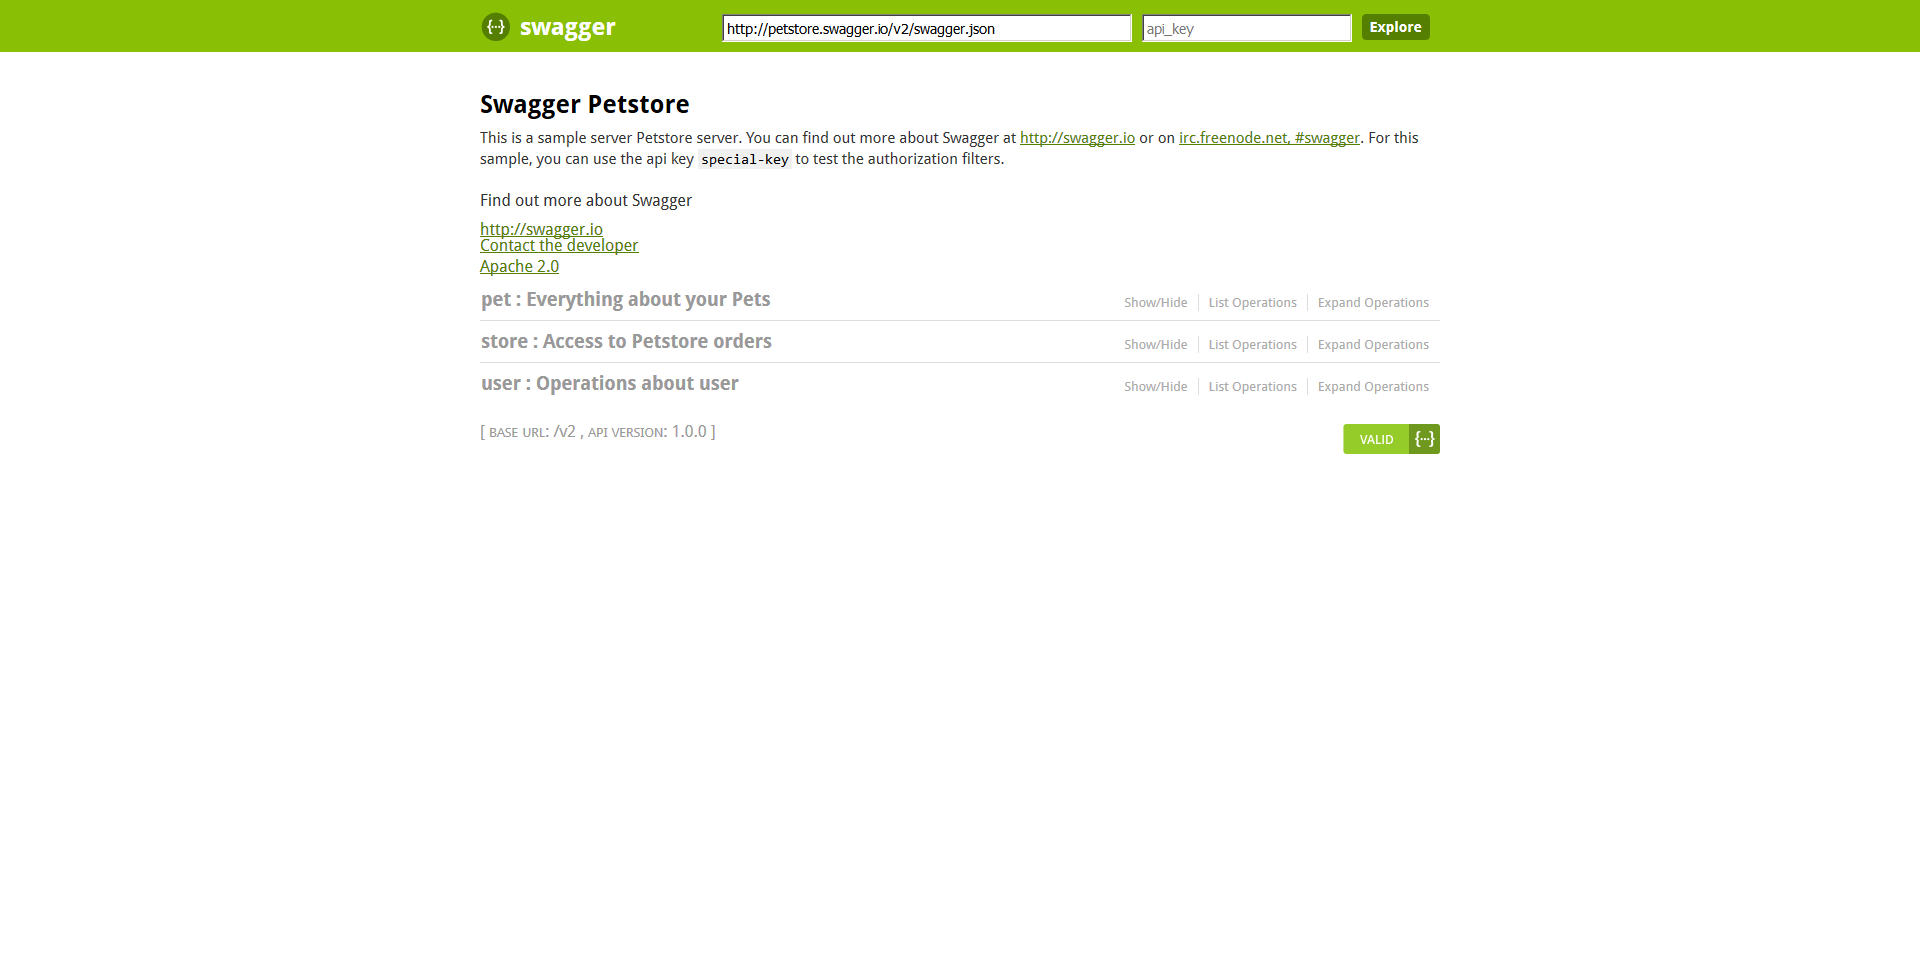 {···} swagger http://petstore.swagger.io/v2/swagger.json api_key Explore
Swagger Petstore
This is a sample server Petstore server. You can find out more about Swagger at http://swagger.io or on irc.freenode.net, #swagger. For this
sample, you can use the api key special-key to test the authorization filters.
Find out more about Swagger
http://swagger.io
Contact the developer
Apache 2.0
pet : Everything about your Pets Show/Hide List Operations Expand Operations
store : Access to Petstore orders Show/Hide List Operations Expand Operations
user : Operations about user Show/Hide List Operations Expand Operations
[ BASE URL: /v2 , API VERSION: 1.0.0 ] VALID {···}